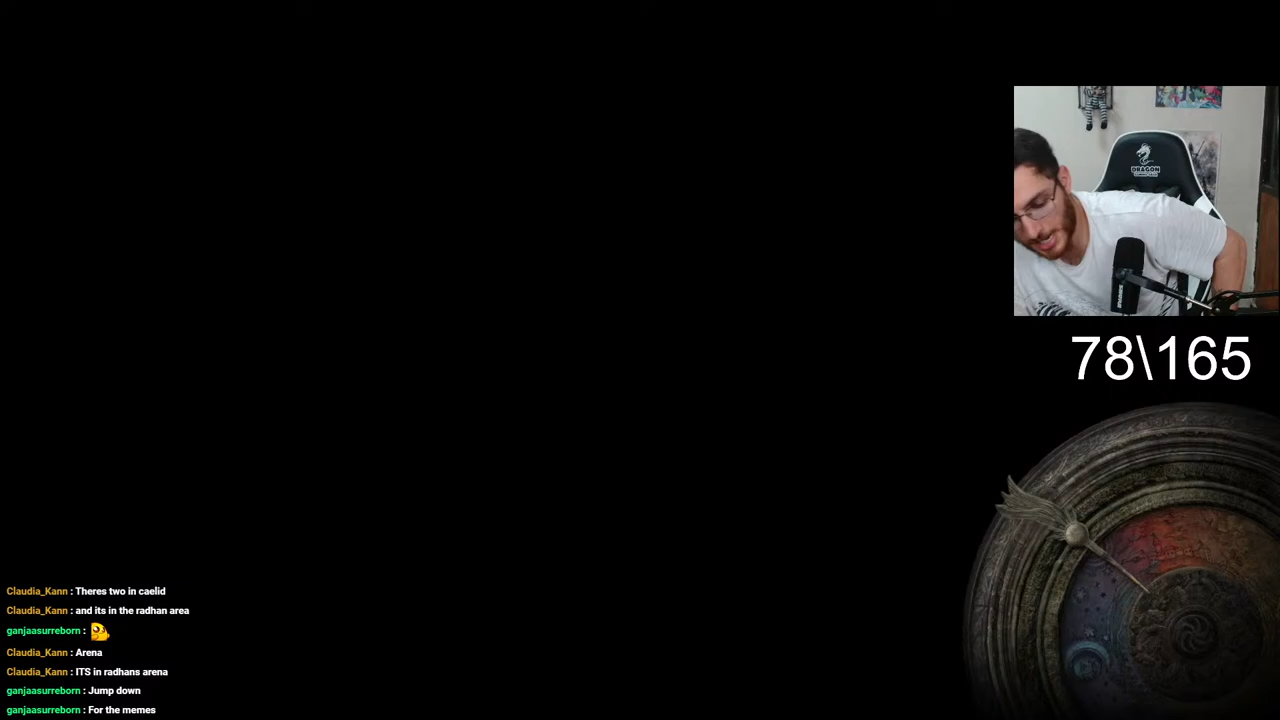 DRAGON
78\165
Claudia_Kann : Theres two in caelid
Claudia_Kann : and its in the radhan area
ganjaasurreborn :
Claudia_Kann : Arena
Claudia_Kann : ITS in radhans arena
ganjaasurreborn : Jump down
ganjaasurreborn : For the memes